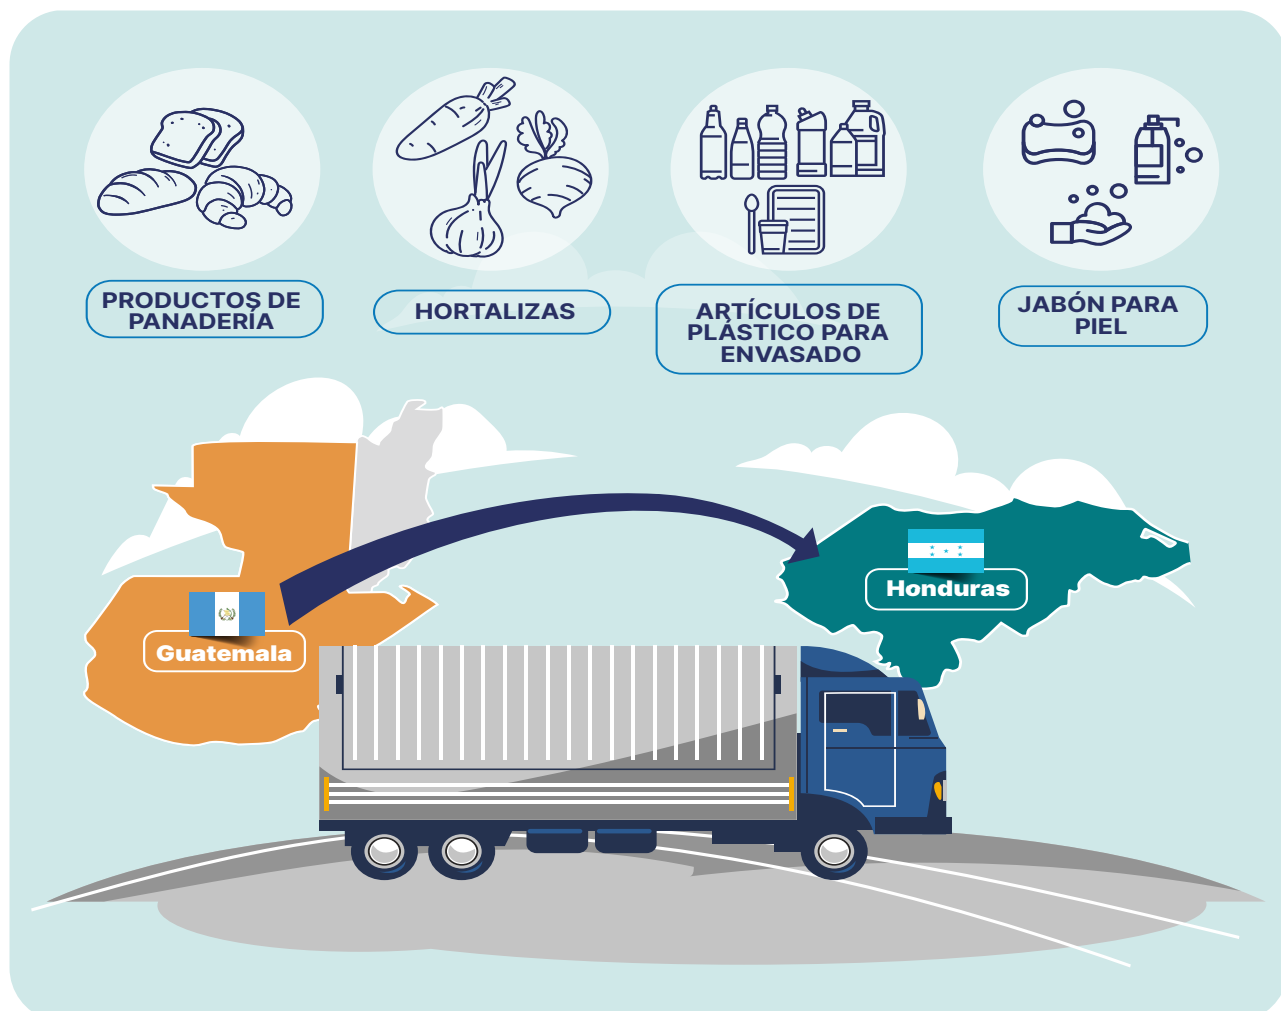 PRODUCTOS DE
PANADERÍA
HORTALIZAS
ARTÍCULOS DE
PLÁSTICO PARA
ENVASADO
JABÓN PARA
PIEL
Guatemala
Honduras